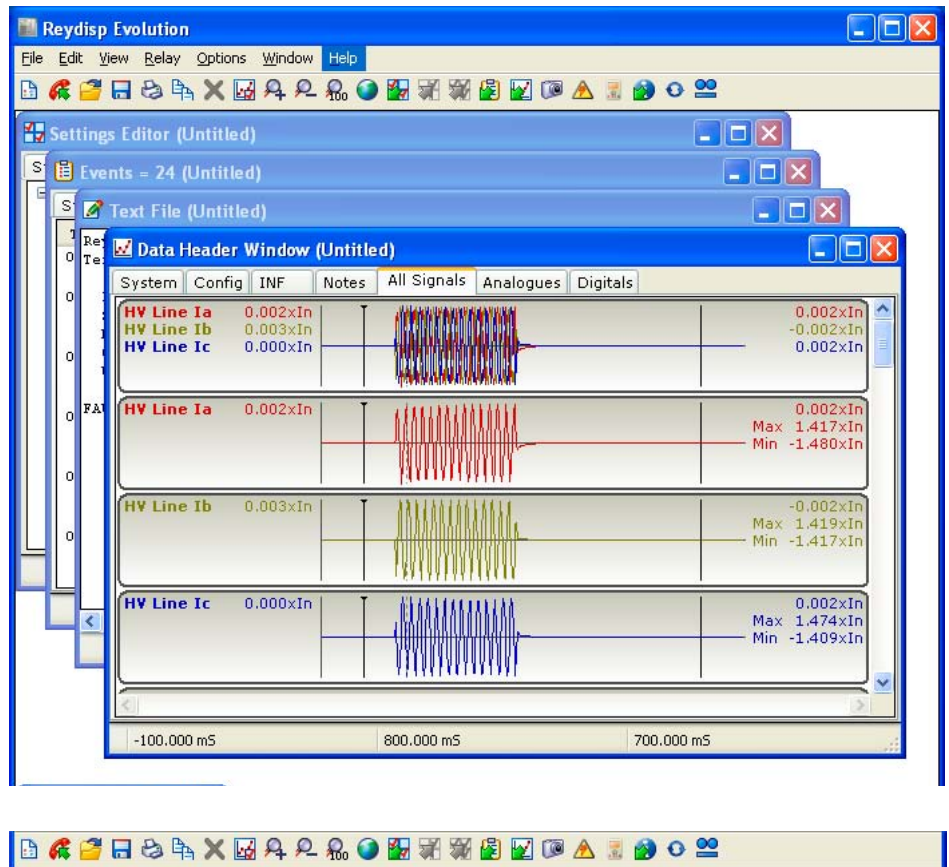 Reydisp Evolution
File Edit View Relay Options Window Help
100
Settings Editor (Untitled)
Events = 24 (Untitled)
Text File (Untitled)
Data Header Window (Untitled)
System Config INF Notes All Signals Analogues Digitals
HV Line Ia 0.002xIn 0.002xIn
HV Line Ib 0.003xIn -0.002xIn
HV Line Ic 0.000xIn 0.002xIn
HV Line Ia 0.002xIn 0.002xIn
Max 1.417xIn
Min -1.480xIn
HV Line Ib 0.003xIn -0.002xIn
Max 1.419xIn
Min -1.417xIn
HV Line Ic 0.000xIn 0.002xIn
Max 1.474xIn
Min -1.409xIn
-100.000 mS 800.000 mS 700.000 mS
100